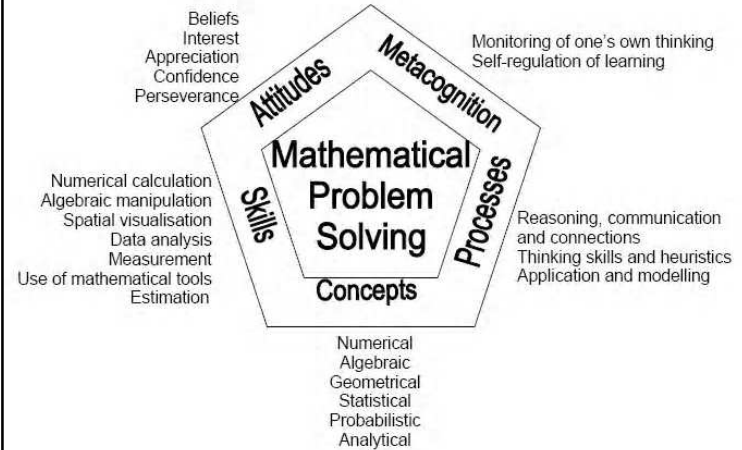 Beliefs
Interest
Appreciation
Confidence
Perseverance
Attitudes
Metacognition
Monitoring of one's own thinking
Self-regulation of learning
Mathematical
Problem
Solving
Numerical calculation
Algebraic manipulation
Spatial visualisation
Data analysis
Measurement
Use of mathematical tools
Estimation
Skills
Processes
Reasoning, communication
and connections
Thinking skills and heuristics
Application and modelling
Concepts
Numerical
Algebraic
Geometrical
Statistical
Probabilistic
Analytical